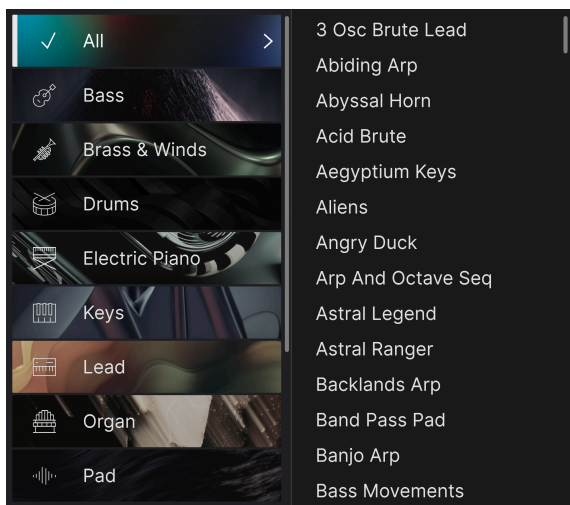 All
Bass
Brass & Winds
Drums
Electric Piano
Keys
Lead
Organ
Pad
3 Osc Brute Lead
Abiding Arp
Abyssal Horn
Acid Brute
Aegyptium Keys
Aliens
Angry Duck
Arp And Octave Seq
Astral Legend
Astral Ranger
Backlands Arp
Band Pass Pad
Banjo Arp
Bass Movements